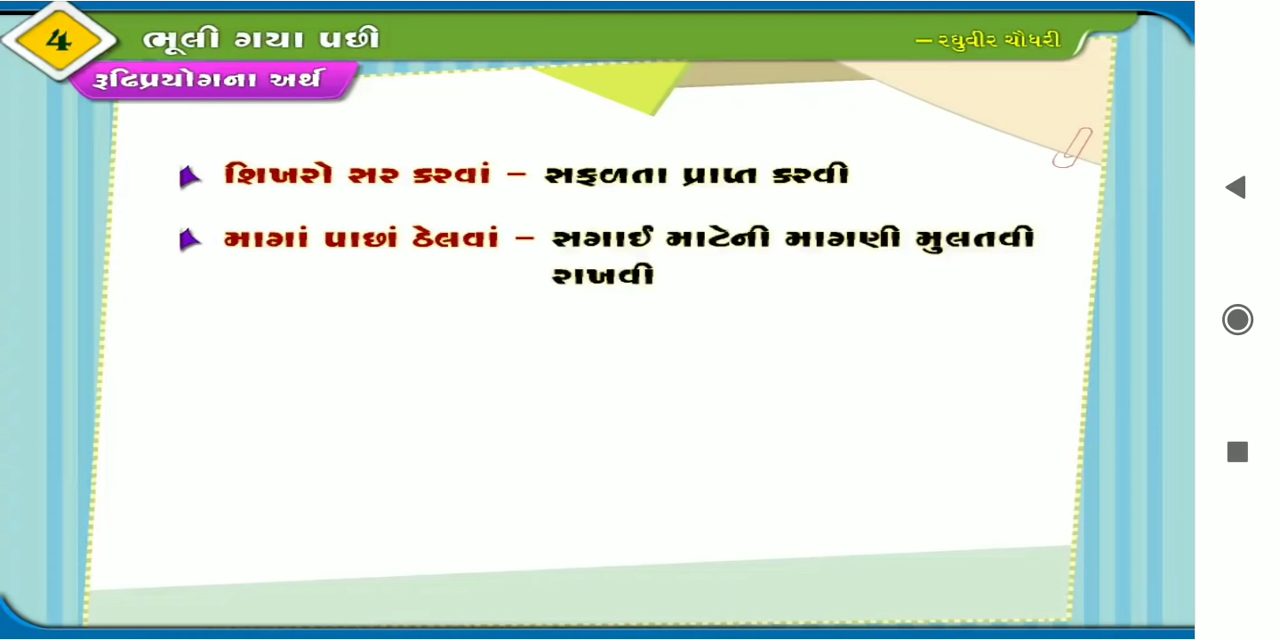 4
ભૂલી ગયા પછી
– રઘુવીર ચૌધરી
રૂઢિપ્રયોગના અર્થ
શિખરો સર કરવાં – સફળતા પ્રાપ્ત કરવી
માગાં પાછાં ઠેલવાં – સગાઈ માટેની માગણી મુલતવી
રાખવી